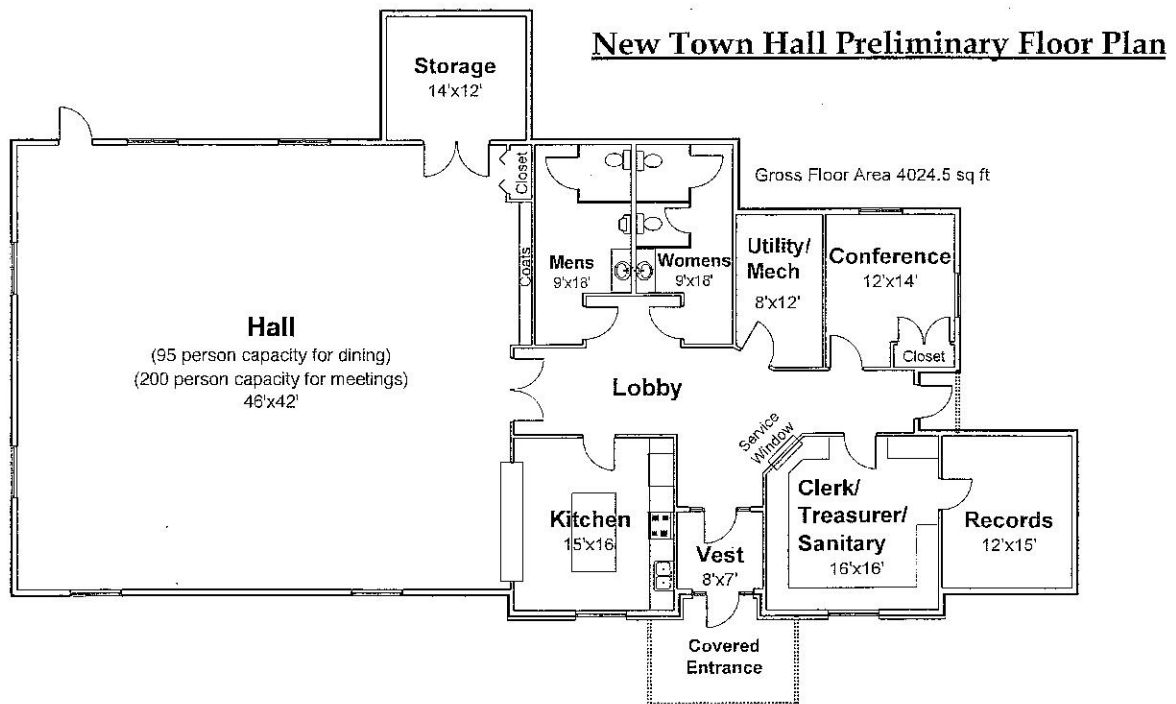 New Town Hall Preliminary Floor Plan
Storage
14'x12'
Closet
Coats
Gross Floor Area 4024.5 sq ft
Mens
9'x18'
Womens
9'x18'
Utility/
Mech
8'x12'
Conference
12'x14'
Closet
Hall
(95 person capacity for dining)
(200 person capacity for meetings)
46'x42'
Lobby
Service
Window
Kitchen
15'x16
Vest
8'x7'
Clerk/
Treasurer/
Sanitary
16'x16'
Records
12'x15'
Covered
Entrance